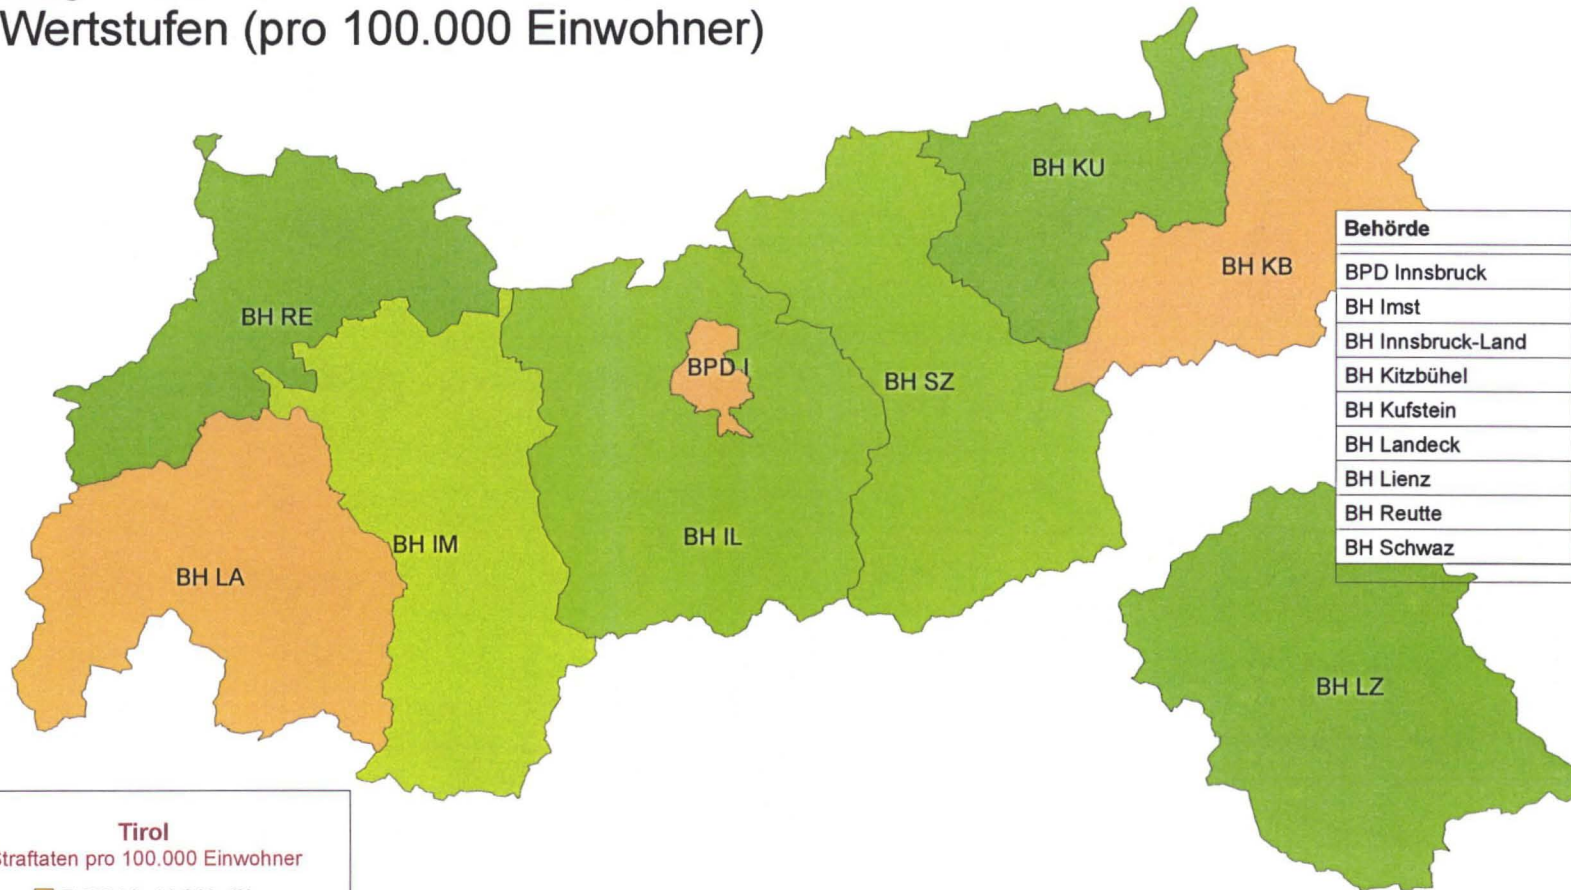 Wertstufen (pro 100.000 Einwohner)
BH KU
BH KB
BH RE
BPD I
BH SZ
BH IM
BH IL
BH LA
BH LZ
Behörde
BPD Innsbruck
BH Imst
BH Innsbruck-Land
BH Kitzbühel
BH Kufstein
BH Landeck
BH Lienz
BH Reutte
BH Schwaz
Tirol
Straftaten pro 100.000 Einwohner